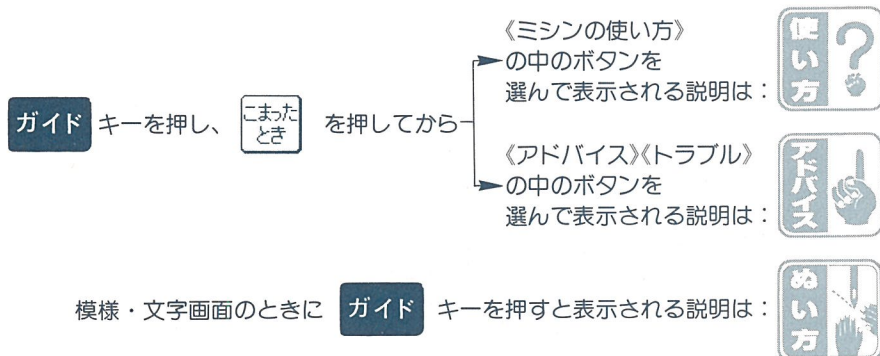 《ミシンの使い方》
の中のボタンを
選んで表示される説明は：
使い方
ガイド キーを押し、 こまったとき を押してから
《アドバイス》《トラブル》
の中のボタンを
選んで表示される説明は：
アドバイス
模様・文字画面のときに ガイド キーを押すと表示される説明は：
ぬい方